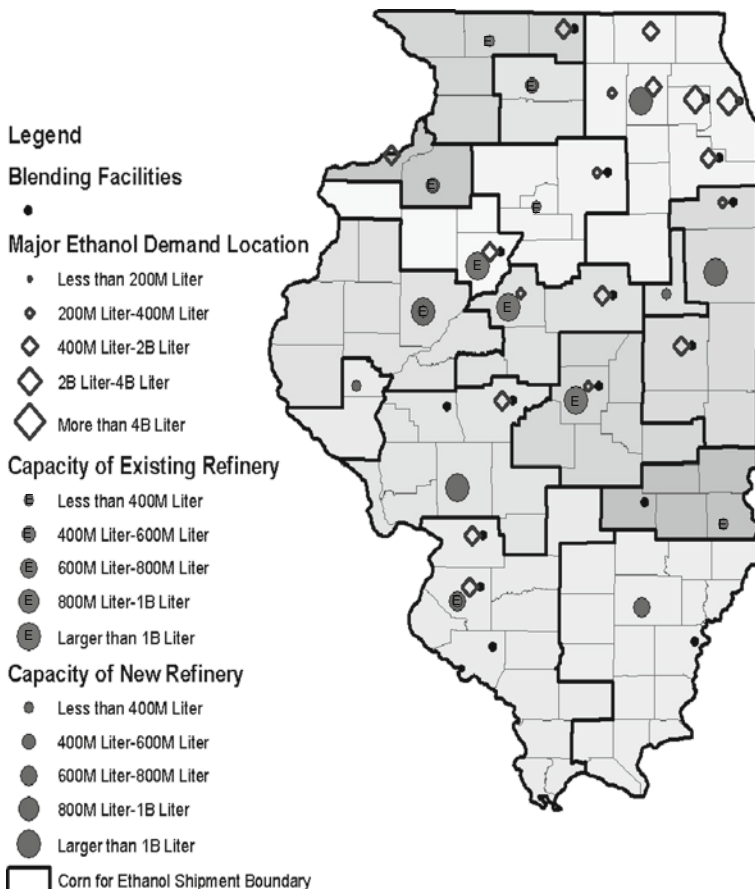 Legend
Blending Facilities
Major Ethanol Demand Location
Less than 200M Liter
200M Liter-400M Liter
400M Liter-2B Liter
2B Liter-4B Liter
More than 4B Liter
Capacity of Existing Refinery
E Less than 400M Liter
E 400M Liter-600M Liter
E 600M Liter-800M Liter
E 800M Liter-1B Liter
E Larger than 1B Liter
Capacity of New Refinery
Less than 400M Liter
400M Liter-600M Liter
600M Liter-800M Liter
800M Liter-1B Liter
Larger than 1B Liter
Corn for Ethanol Shipment Boundary
E
E
E
E
E
E
E
E
E
E